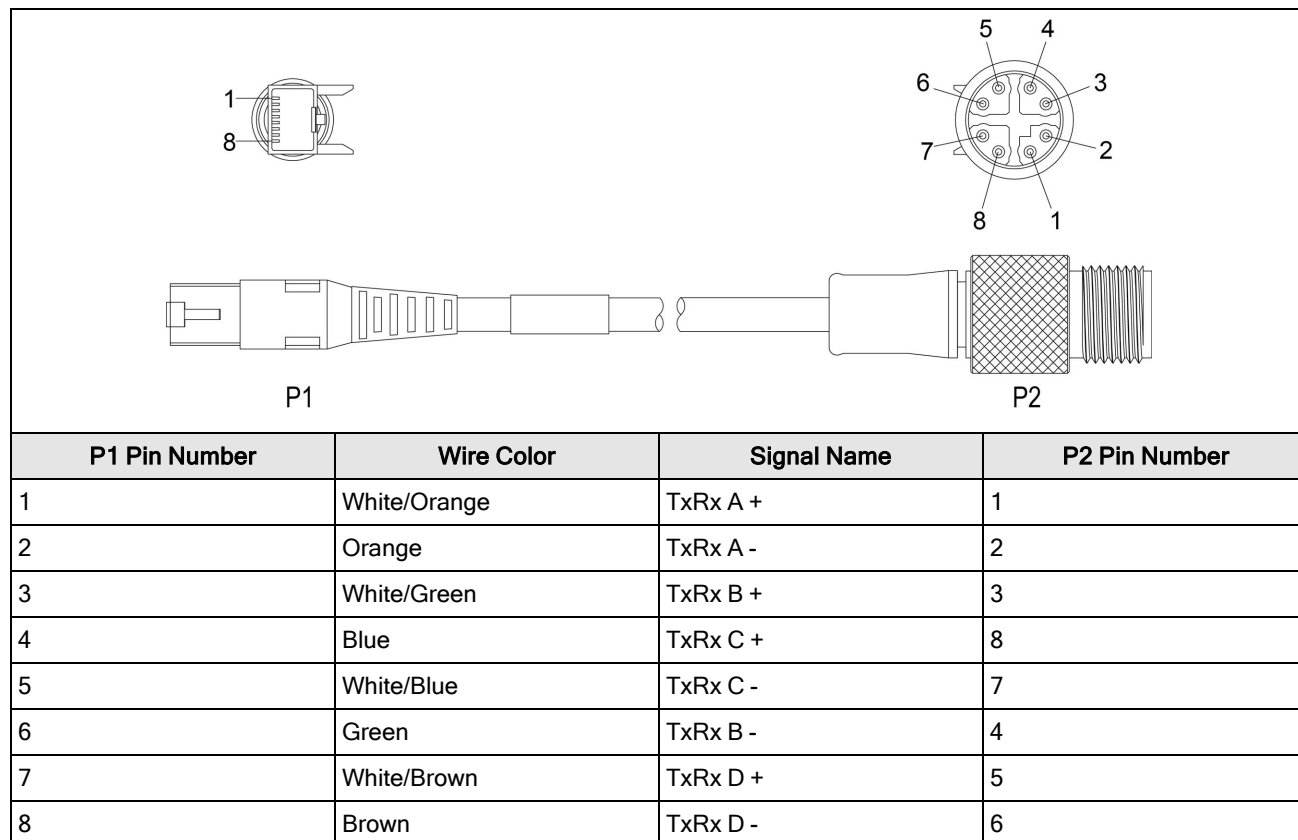 5 4
1 6 3
8 7 2
8 1
P1 P2
P1 Pin Number Wire Color Signal Name P2 Pin Number
1 White/Orange TxRx A + 1
2 Orange TxRx A - 2
3 White/Green TxRx B + 3
4 Blue TxRx C + 8
5 White/Blue TxRx C - 7
6 Green TxRx B - 4
7 White/Brown TxRx D + 5
8 Brown TxRx D - 6